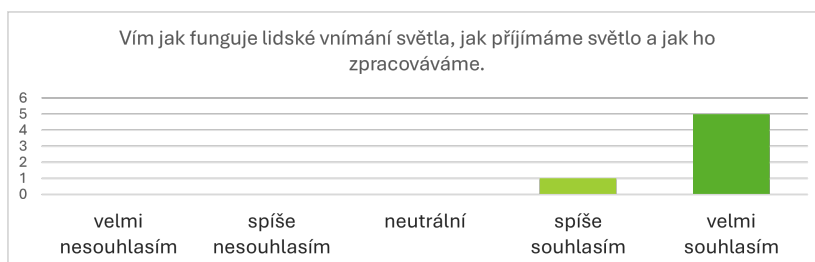 Vím jak funguje lidské vnímání světla, jak příjímáme světlo a jak ho
zpracováváme.
6
5
4
3
2
1
0
velmi nesouhlasím
spíše nesouhlasím
neutrální
spíše souhlasím
velmi souhlasím